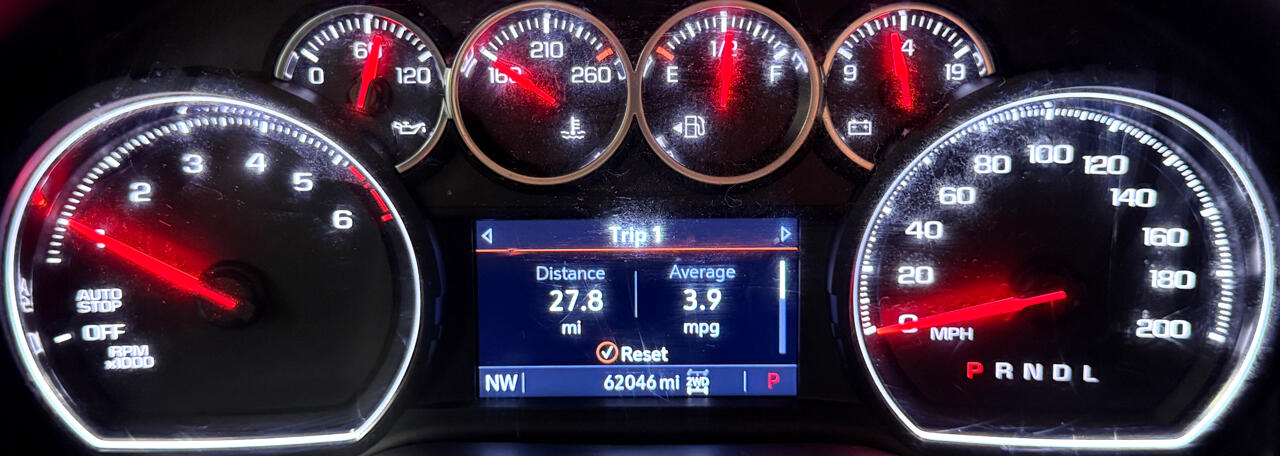 0 60 120
160 210 260
E 1/2 F
9 14 19
2 3 4 5 6
AUTO
STOP
OFF
RPM
x1000
Trip 1
Distance Average
27.8 3.9
mi mpg
Reset
NW 62046 mi 2WD P
0 20 40 60 80 100 120 140 160 180 200
MPH
P R N D L